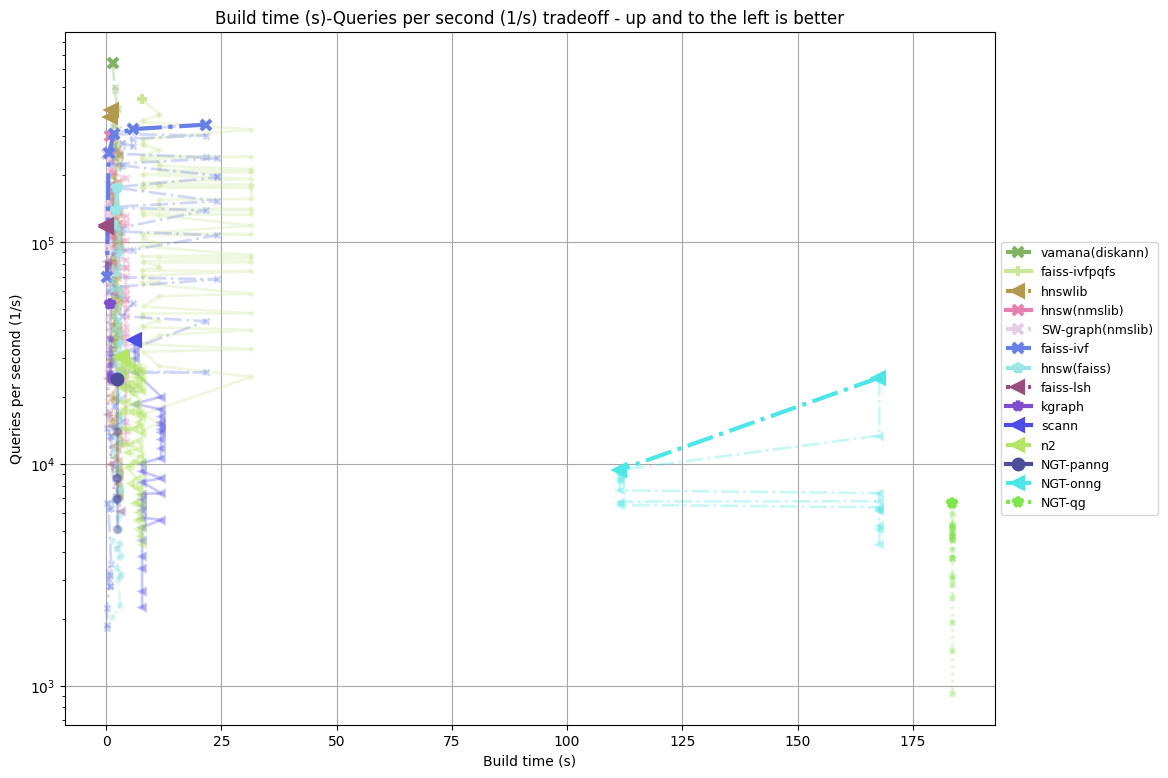 Build time (s)-Queries per second (1/s) tradeoff - up and to the left is better
Queries per second (1/s)
10^5
10^4
10^3
0 25 50 75 100 125 150 175
Build time (s)
vamana(diskann)
faiss-ivfpqfs
hnswlib
hnsw(nmslib)
SW-graph(nmslib)
faiss-ivf
hnsw(faiss)
faiss-lsh
kgraph
scann
n2
NGT-panng
NGT-onng
NGT-qg